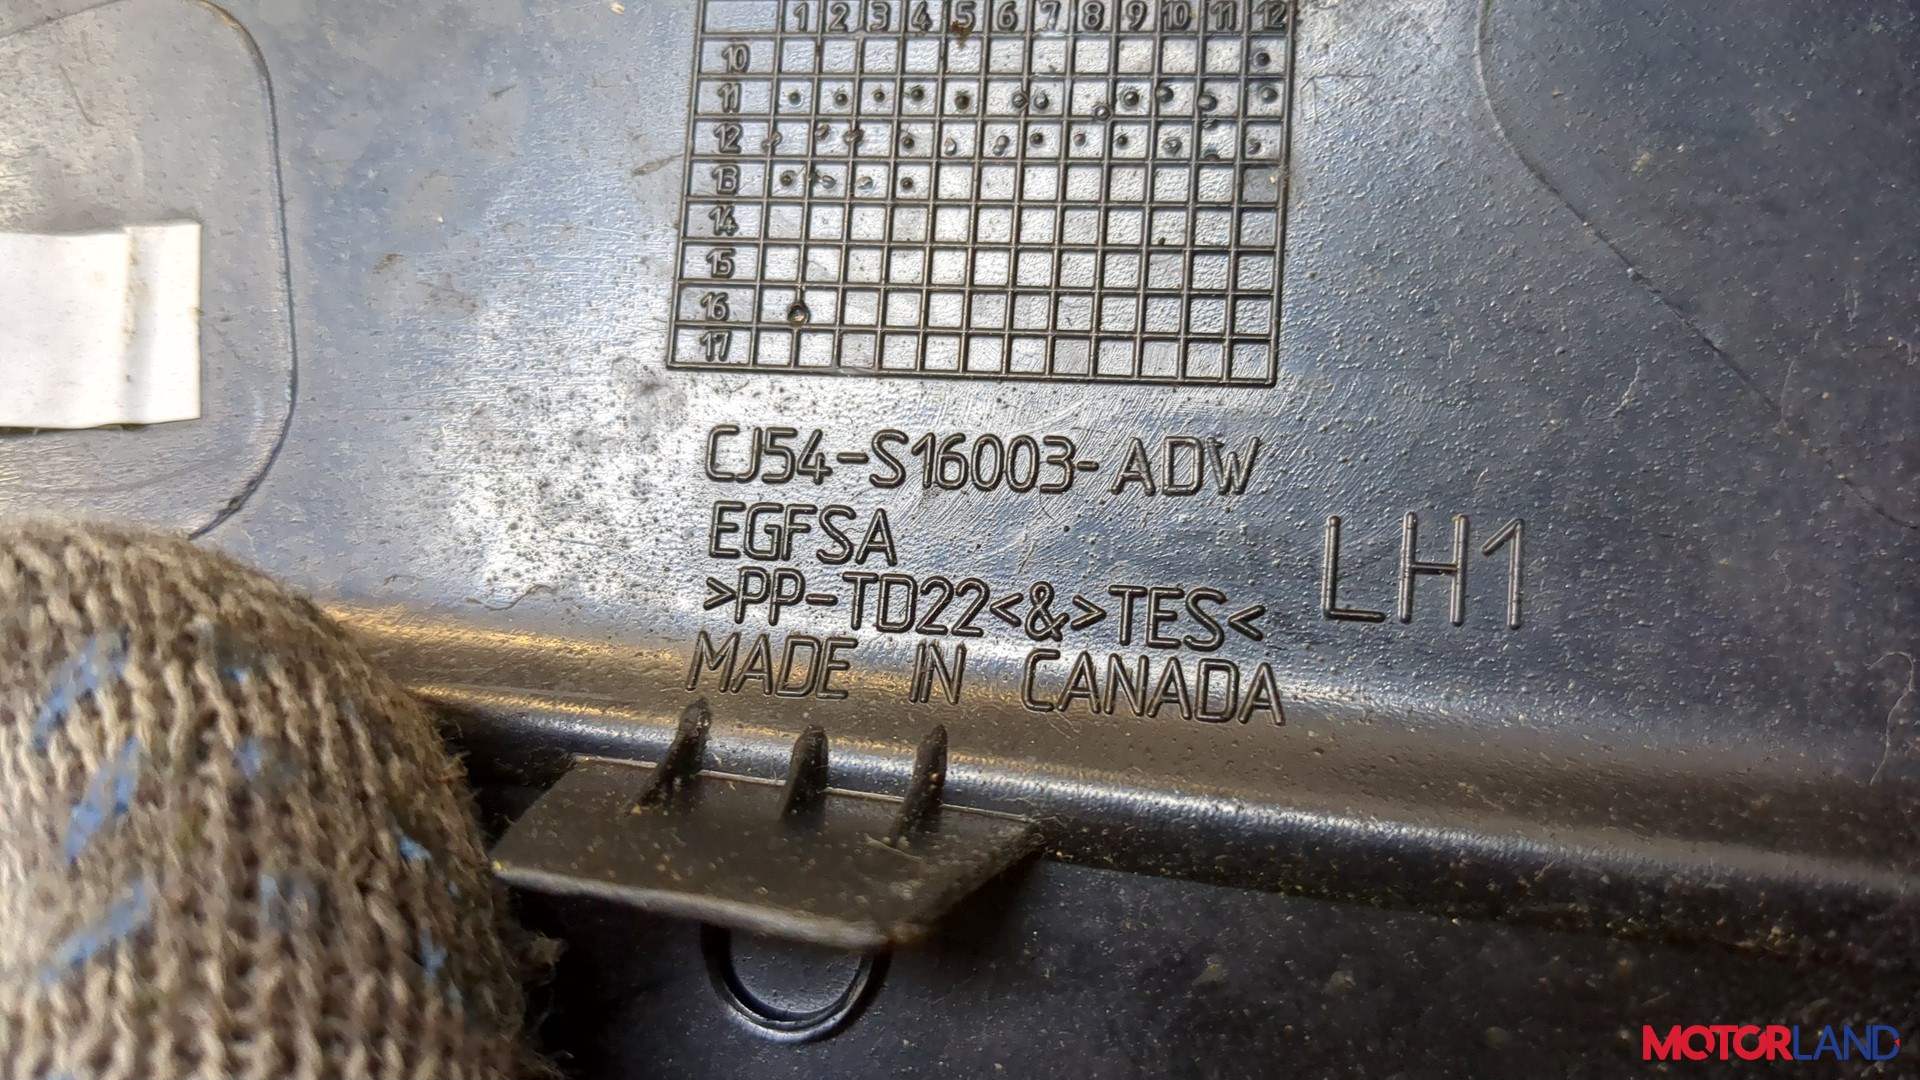 1 2 3 4 5 6 7 8 9 10 11 12
10
11
12
13
14
15
16
17
CJ54-S16003-ADW
EGFSA
>PP-TD22<&>TES<
MADE IN CANADA
LH1
MOTORLAND